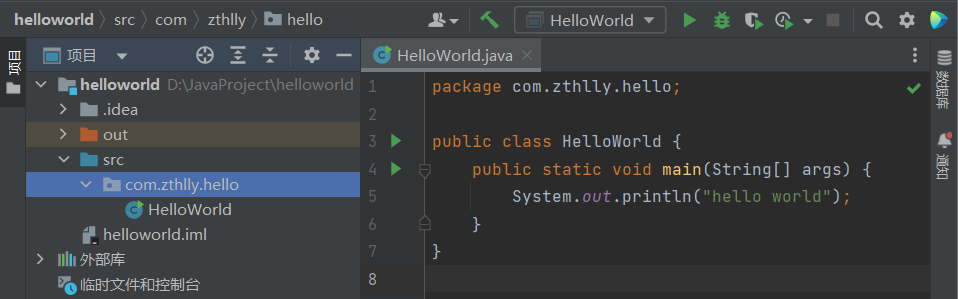 helloworld > src > com > zthlly > hello
HelloWorld
项目
项目
HelloWorld.java
helloworld D:\JavaProject\helloworld
.idea
out
src
com.zthlly.hello
HelloWorld
helloworld.iml
外部库
临时文件和控制台
1 package com.zthlly.hello;
2
3 public class HelloWorld {
4 public static void main(String[] args) {
5 System.out.println("hello world");
6 }
7 }
8
数据库
通知